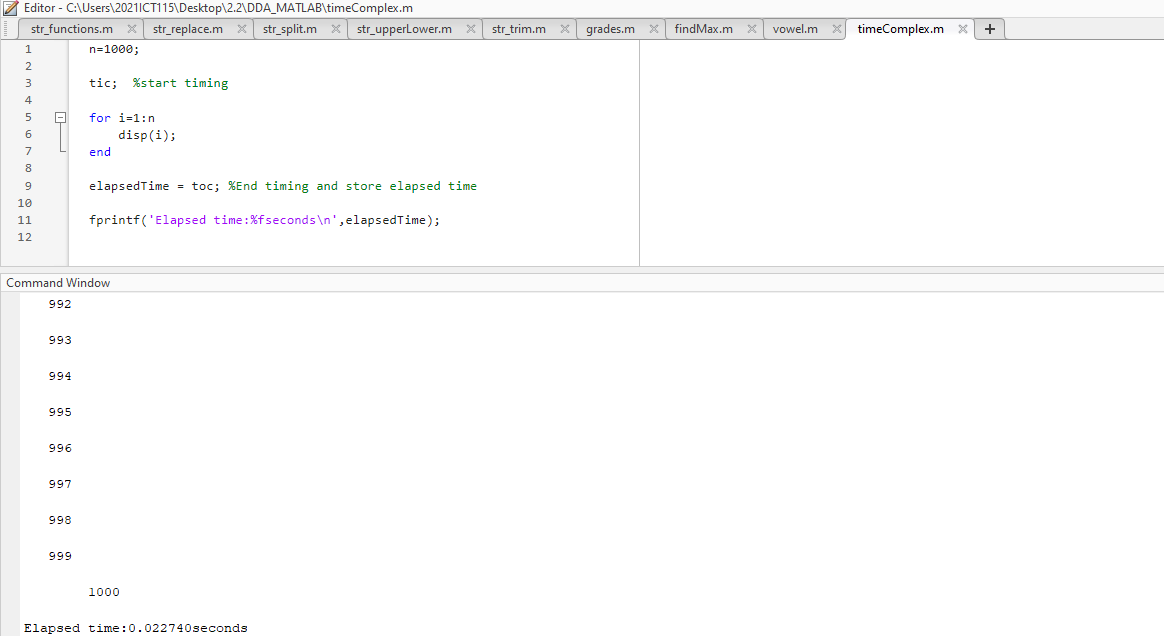 Editor - C:\Users\2021ICT115\Desktop\2.2\DDA_MATLAB\timeComplex.m
str_functions.m str_replace.m str_split.m str_upperLower.m str_trim.m grades.m findMax.m vowel.m timeComplex.m
1 n=1000;
2
3 tic; %start timing
4
5 for i=1:n
6 disp(i);
7 end
8
9 elapsedTime = toc; %End timing and store elapsed time
10
11 fprintf('Elapsed time:%fseconds\n',elapsedTime);
12
Command Window
992
993
994
995
996
997
998
999
1000
Elapsed time:0.022740seconds